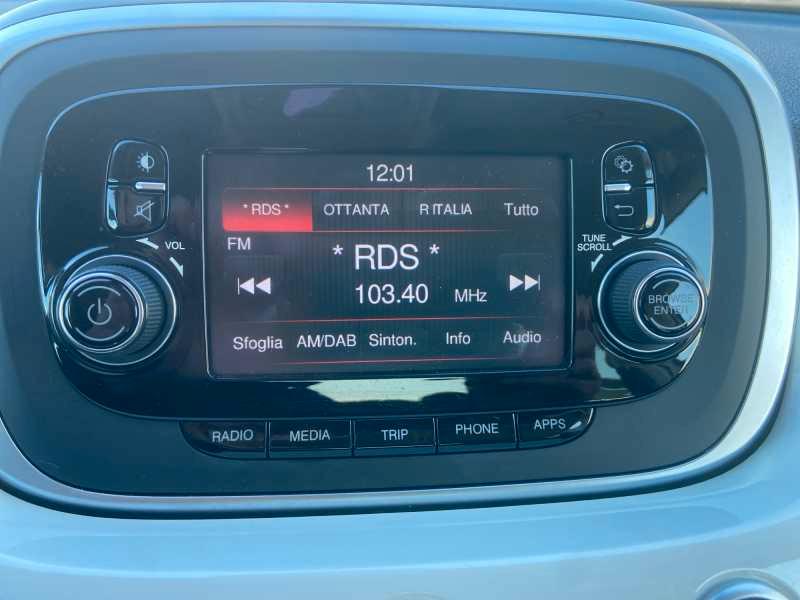 12:01
* RDS * OTTANTA R ITALIA Tutto
FM
* RDS *
103.40 MHz
Sfoglia AM/DAB Sinton. Info Audio
VOL
TUNE
SCROLL
BROWSE
ENTER
RADIO MEDIA TRIP PHONE APPS